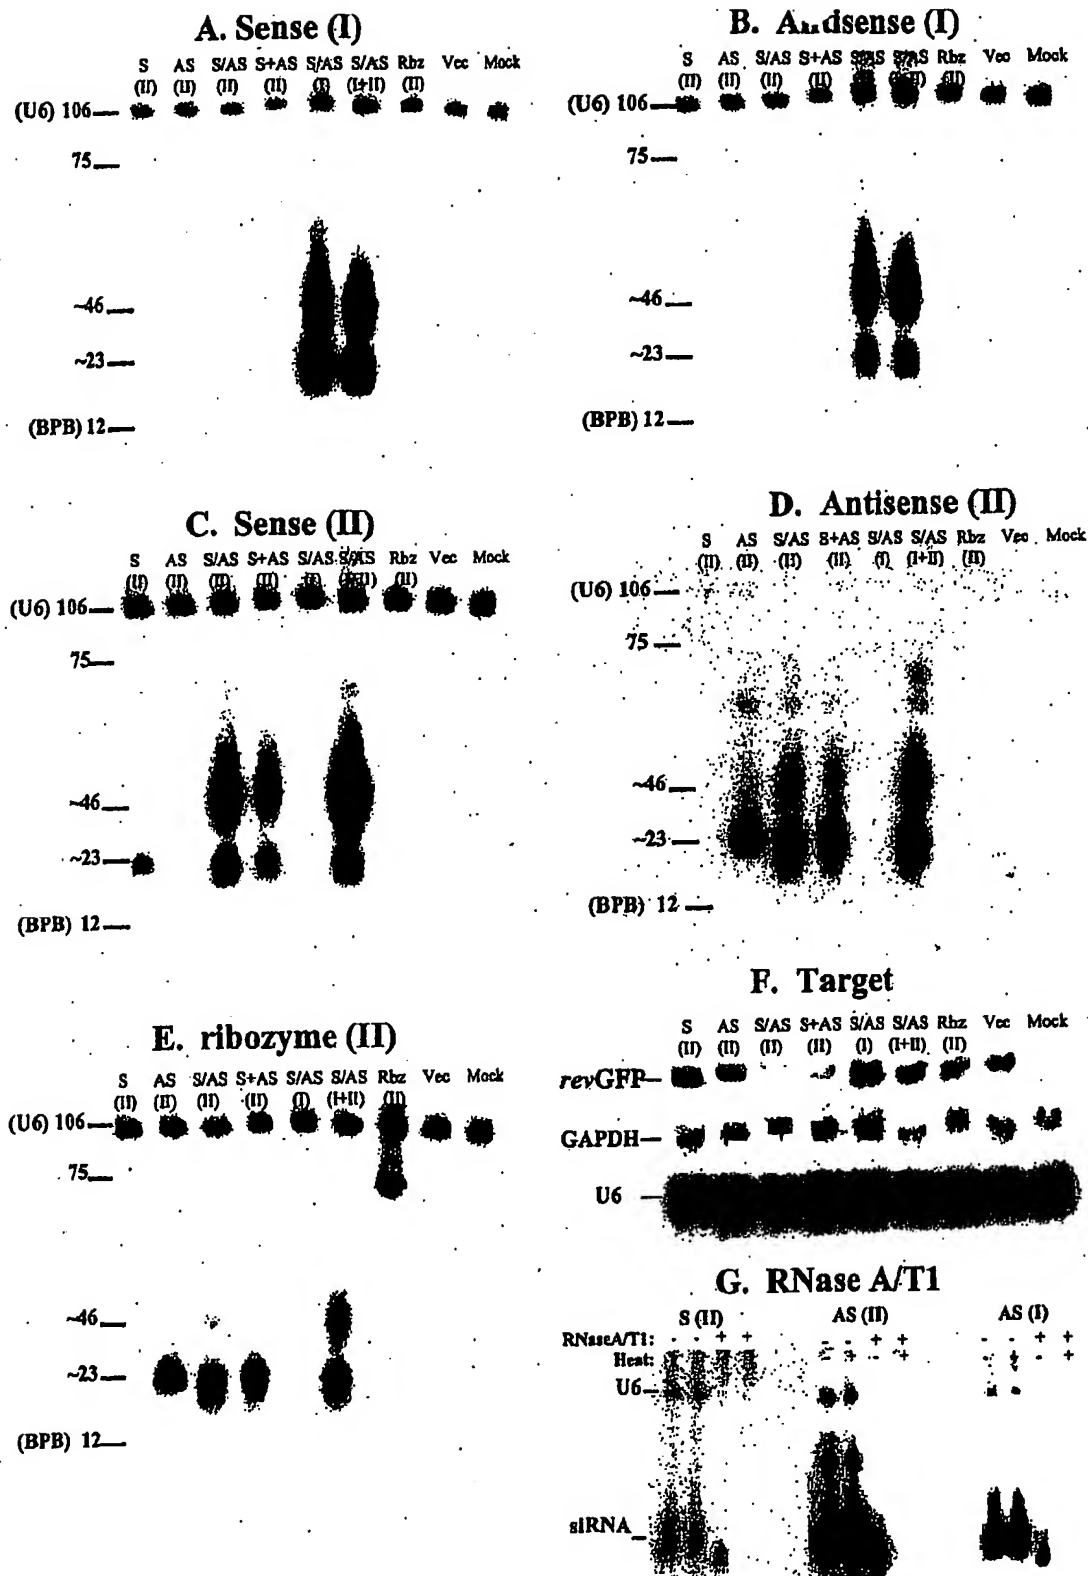 A. Sense (I)
S AS S/AS S+AS S/AS S/AS Rbz Vec Mock
(II) (II) (II) (II) (I) (I+II) (II)
(U6) 106
75
~46
~23
(BPB) 12
B. (I)
S AS S/AS S+AS Rbz Vec Mock
(II) (II) (II) (II) (II)
(U6) 106
75
~46
~23
(BPB) 12
C. Sense (II)
S AS S/AS S+AS S/AS S/AS Rbz Vec Mock
(II) (II) (II) (II)
(U6) 106
75
~46
~23
(BPB) 12
D. Antisense (II)
S AS S/AS S+AS S/AS S/AS Rbz Vec Mock
(II) (II) (II) (II) (I) (I+II) (II)
(U6) 106
75
~46
~23
(BPB) 12
E. ribozyme (II)
S AS S/AS S+AS S/AS S/AS Rbz Vec Mock
(II) (II) (II) (II) (I) (I+II) (II)
(U6) 106
75
~46
~23
(BPB) 12
F. Target
S AS S/AS S+AS S/AS S/AS Rbz Vec Mock
(II) (II) (II) (II) (I) (I+II) (II)
revGFP
GAPDH
U6
G. RNase A/T1
S (II) AS (II) AS (I)
RNaseA/T1: - - + + - - + + - - + +
Heat: - + - + - + - +
U6
siRNA